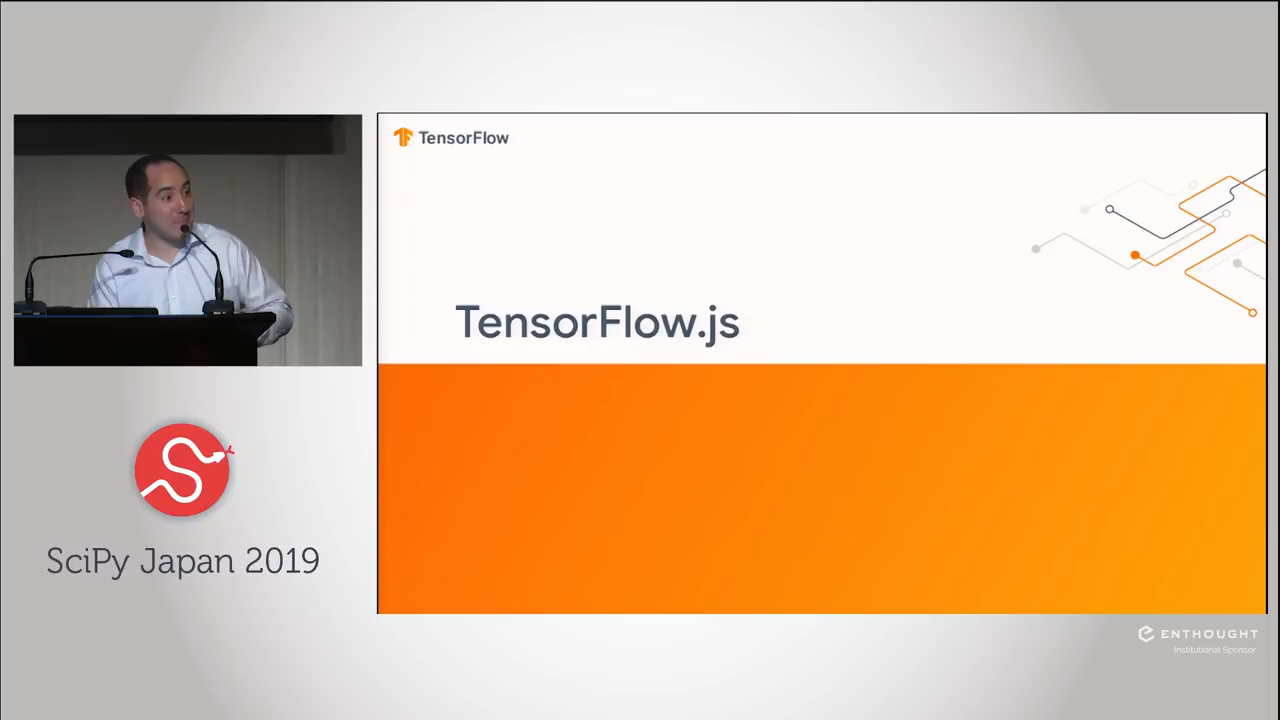 TensorFlow
TensorFlow.js
SciPy Japan 2019
ENTHOUGHT
Institutional Sponsor